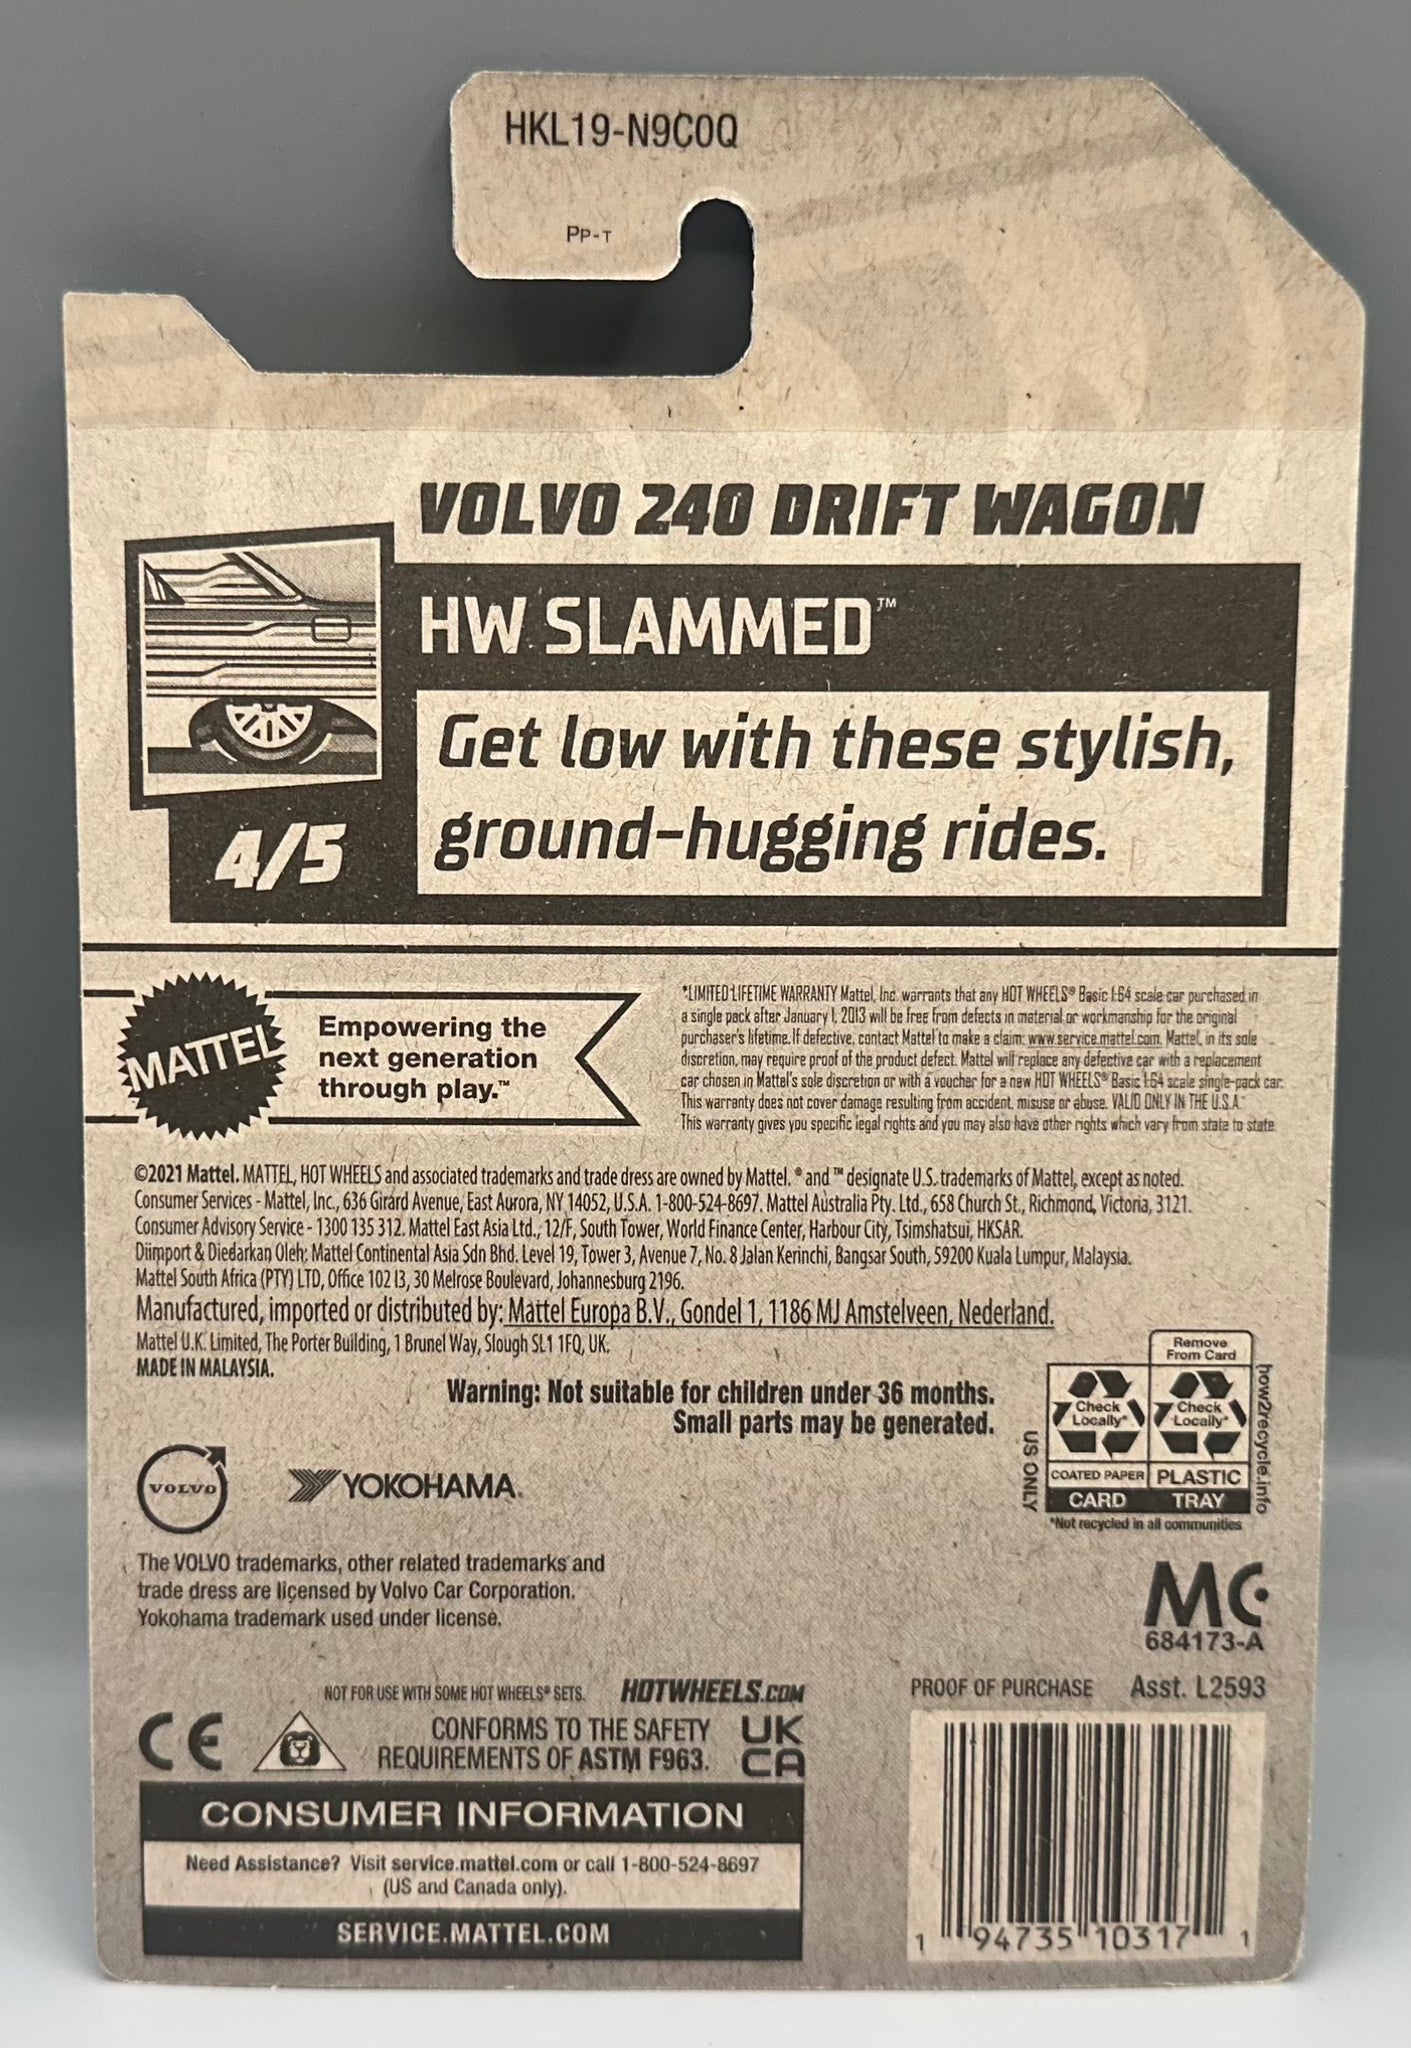 HKL19-N9C0Q
PP-T
VOLVO 240 DRIFT WAGON
HW SLAMMED™
Get low with these stylish,
ground-hugging rides.
4/5
MATTEL
Empowering the
next generation
through play.™
*LIMITED LIFETIME WARRANTY Mattel, Inc. warrants that any HOT WHEELS® Basic 1:64 scale car purchased in
a single pack after January 1, 2013 will be free from defects in material or workmanship for the original
purchaser's lifetime. If defective, contact Mattel to make a claim: www.service.mattel.com. Mattel, in its sole
discretion, may require proof of the product defect. Mattel will replace any defective car with a replacement
car chosen in Mattel's sole discretion or with a voucher for a new HOT WHEELS® Basic 1:64 scale single-pack car.
This warranty does not cover damage resulting from accident, misuse or abuse. VALID ONLY IN THE U.S.A.
This warranty gives you specific legal rights and you may also have other rights which vary from state to state.
©2021 Mattel. MATTEL, HOT WHEELS and associated trademarks and trade dress are owned by Mattel. ® and ™ designate U.S. trademarks of Mattel, except as noted.
Consumer Services - Mattel, Inc., 636 Girard Avenue, East Aurora, NY 14052, U.S.A. 1-800-524-8697. Mattel Australia Pty. Ltd., 658 Church St., Richmond, Victoria, 3121.
Consumer Advisory Service - 1300 135 312. Mattel East Asia Ltd., 12/F, South Tower, World Finance Center, Harbour City, Tsimshatsui, HKSAR.
Diimport & Diedarkan Oleh: Mattel Continental Asia Sdn Bhd. Level 19, Tower 3, Avenue 7, No. 8 Jalan Kerinchi, Bangsar South, 59200 Kuala Lumpur, Malaysia.
Mattel South Africa (PTY) LTD, Office 102 I3, 30 Melrose Boulevard, Johannesburg 2196.
Manufactured, imported or distributed by: Mattel Europa B.V., Gondel 1, 1186 MJ Amstelveen, Nederland.
Mattel U.K. Limited, The Porter Building, 1 Brunel Way, Slough SL1 1FQ, UK.
MADE IN MALAYSIA.
Warning: Not suitable for children under 36 months.
Small parts may be generated.
Remove
From Card
Check
Locally*
Check
Locally*
COATED PAPER
PLASTIC
CARD
TRAY
US ONLY
how2recycle.info
*Not recycled in all communities
VOLVO
YOKOHAMA®
The VOLVO trademarks, other related trademarks and
trade dress are licensed by Volvo Car Corporation.
Yokohama trademark used under license.
MC
684173-A
NOT FOR USE WITH SOME HOT WHEELS® SETS.
HOTWHEELS.COM
CE
CONFORMS TO THE SAFETY
REQUIREMENTS OF ASTM F963.
UK
CA
PROOF OF PURCHASE
Asst. L2593
CONSUMER INFORMATION
Need Assistance? Visit service.mattel.com or call 1-800-524-8697
(US and Canada only).
SERVICE.MATTEL.COM
1 94735 10317 1